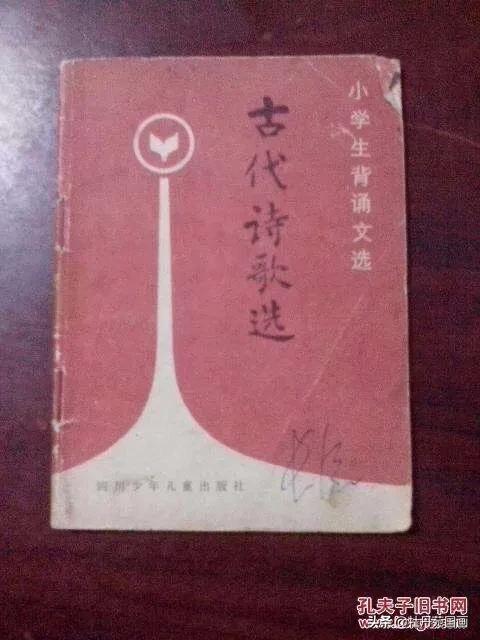 小学生背诵文选
古代诗歌选
四川少年儿童出版社
孔夫子旧书网